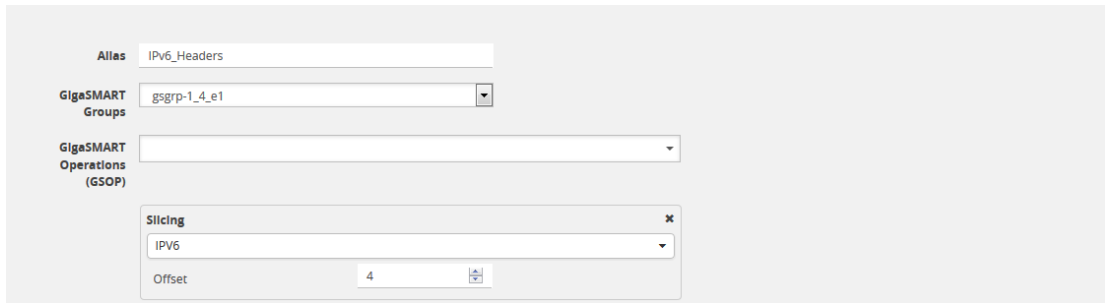 Alias IPv6_Headers
GigaSMART gsgrp-1_4_e1
Groups
GigaSMART
Operations
(GSOP)
Slicing
IPV6
Offset 4